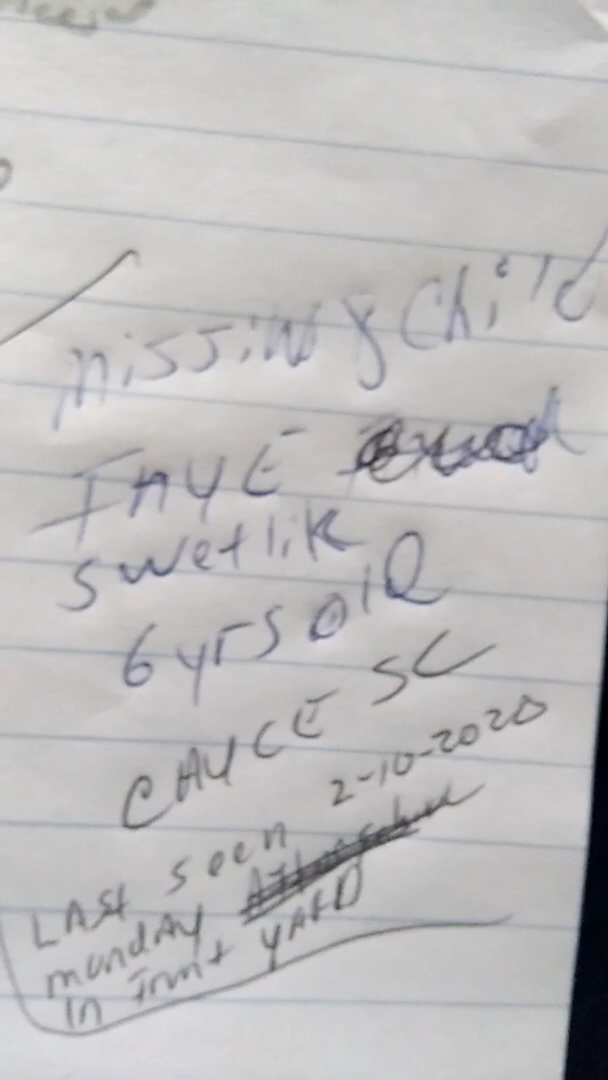 missing Child
FAYE
swetlik
6 yrs old
CAYCE SC
LAST seen 2-10-2020
monday
in Front YARD